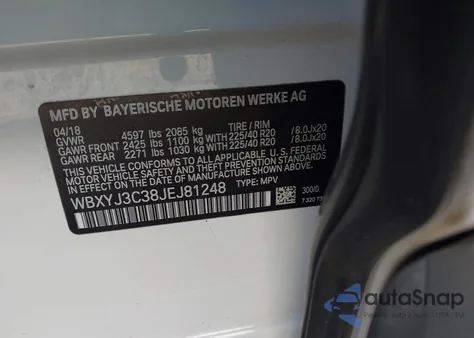 MFD BY BAYERISCHE MOTOREN WERKE AG
04/18
GVWR 4597 lbs 2085 kg TIRE / RIM
GAWR FRONT 2425 lbs 1100 kg WITH 225/40 R20 /8.0Jx20
GAWR REAR 2271 lbs 1030 kg WITH 225/40 R20 /8.0Jx20
THIS VEHICLE CONFORMS TO ALL APPLICABLE U. S. FEDERAL
MOTOR VEHICLE SAFETY, BUMPER, AND THEFT PREVENTION
STANDARDS IN EFFECT ON THE DATE OF MANUFACTURE SHOWN ABOVE.
WBXYJ3C38JEJ81248 TYPE: MPV 300/0
T 320 73
autoSnap